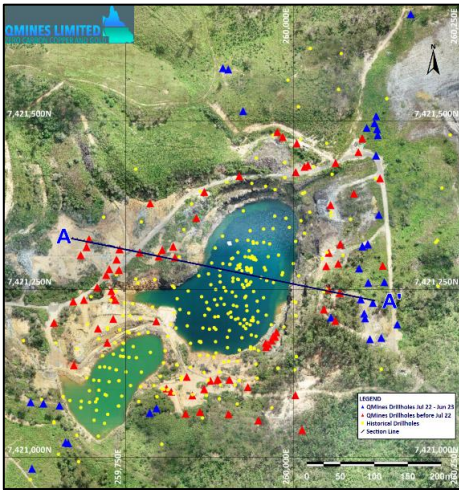 QMINES LIMITED
260,000E
N
7,421,500N
7,421,500N
A
7,421,250N
7,421,250N
A'
LEGEND
QMines Drillholes Jul 22 - Jun 23
QMines Drillholes before Jul 22
Historical Drillholes
Section Line
7,421,000N
7,421,000N
259,750E
260,000E
0 50 100 150 200m